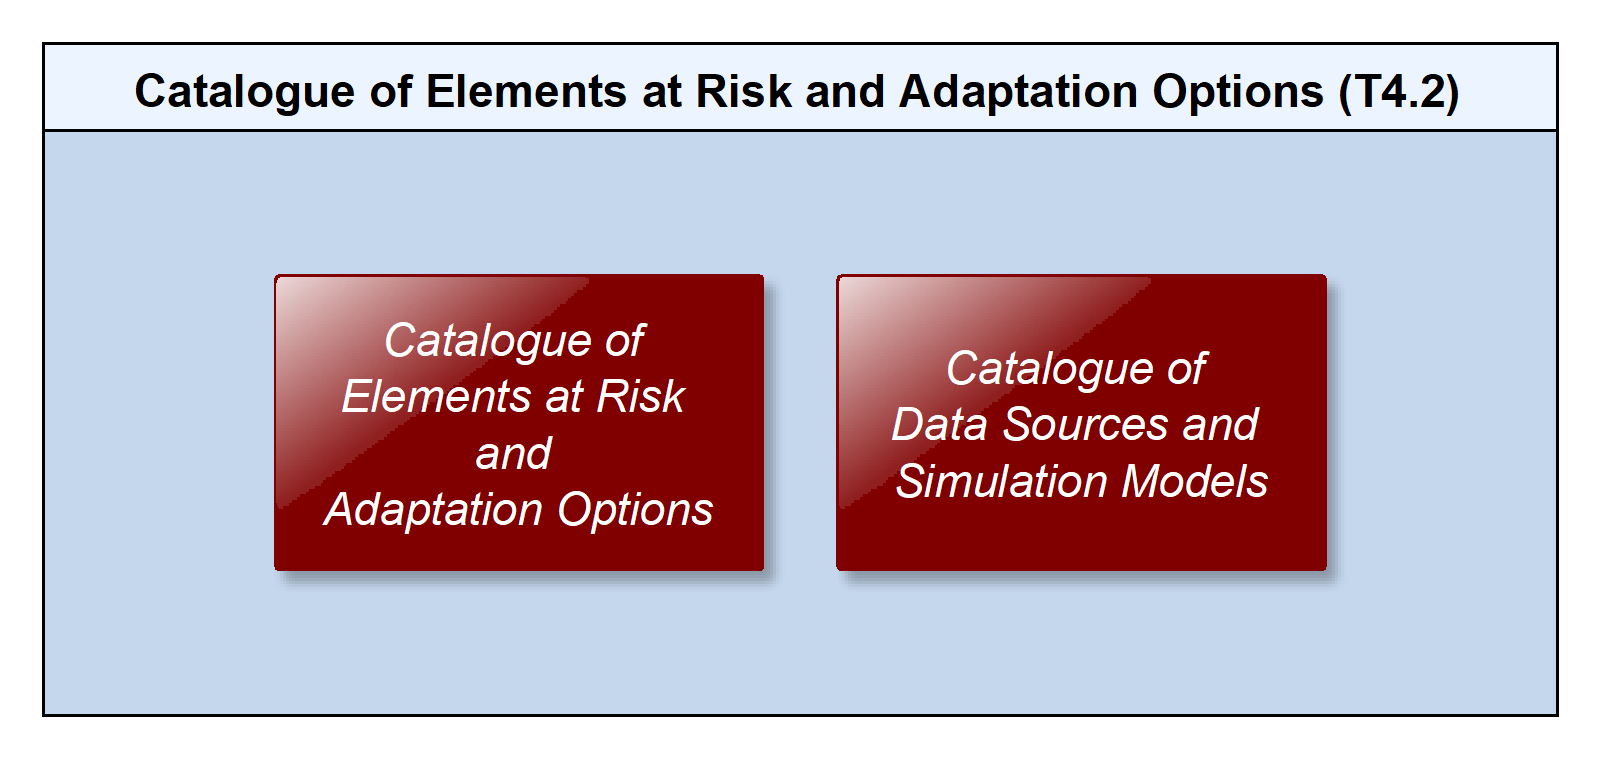 Catalogue of Elements at Risk and Adaptation Options (T4.2)
Catalogue of
Elements at Risk
and
Adaptation Options
Catalogue of
Data Sources and
Simulation Models